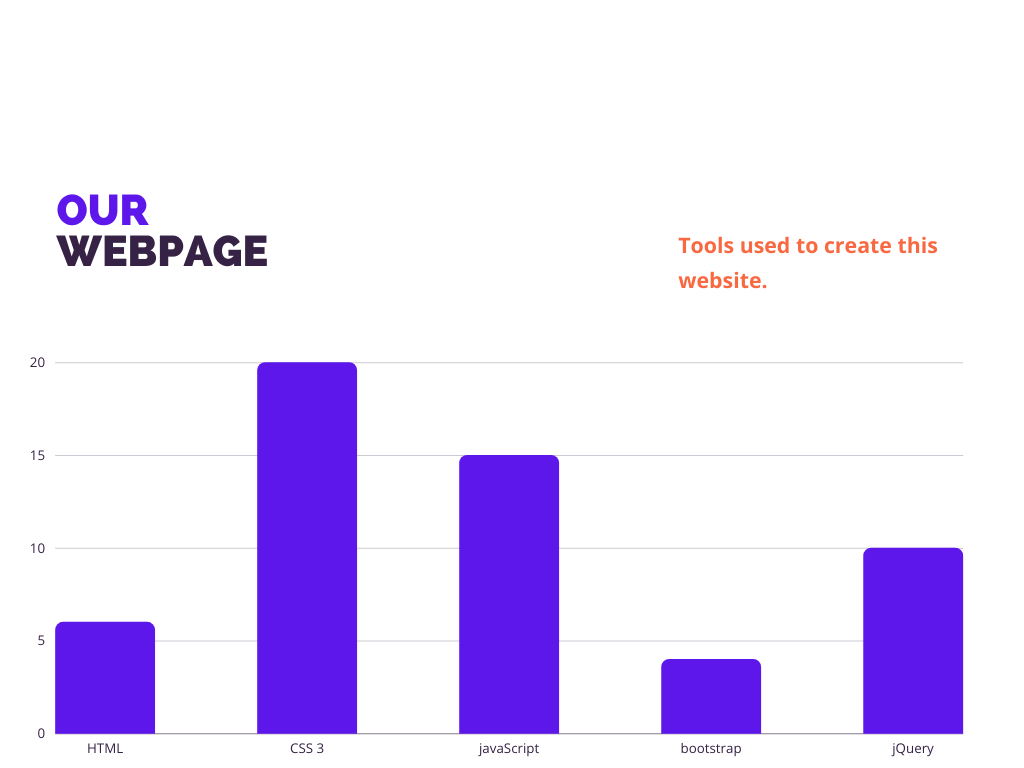 OUR
WEBPAGE
Tools used to create this
website.
20
15
10
5
0
HTML
CSS 3
javaScript
bootstrap
jQuery